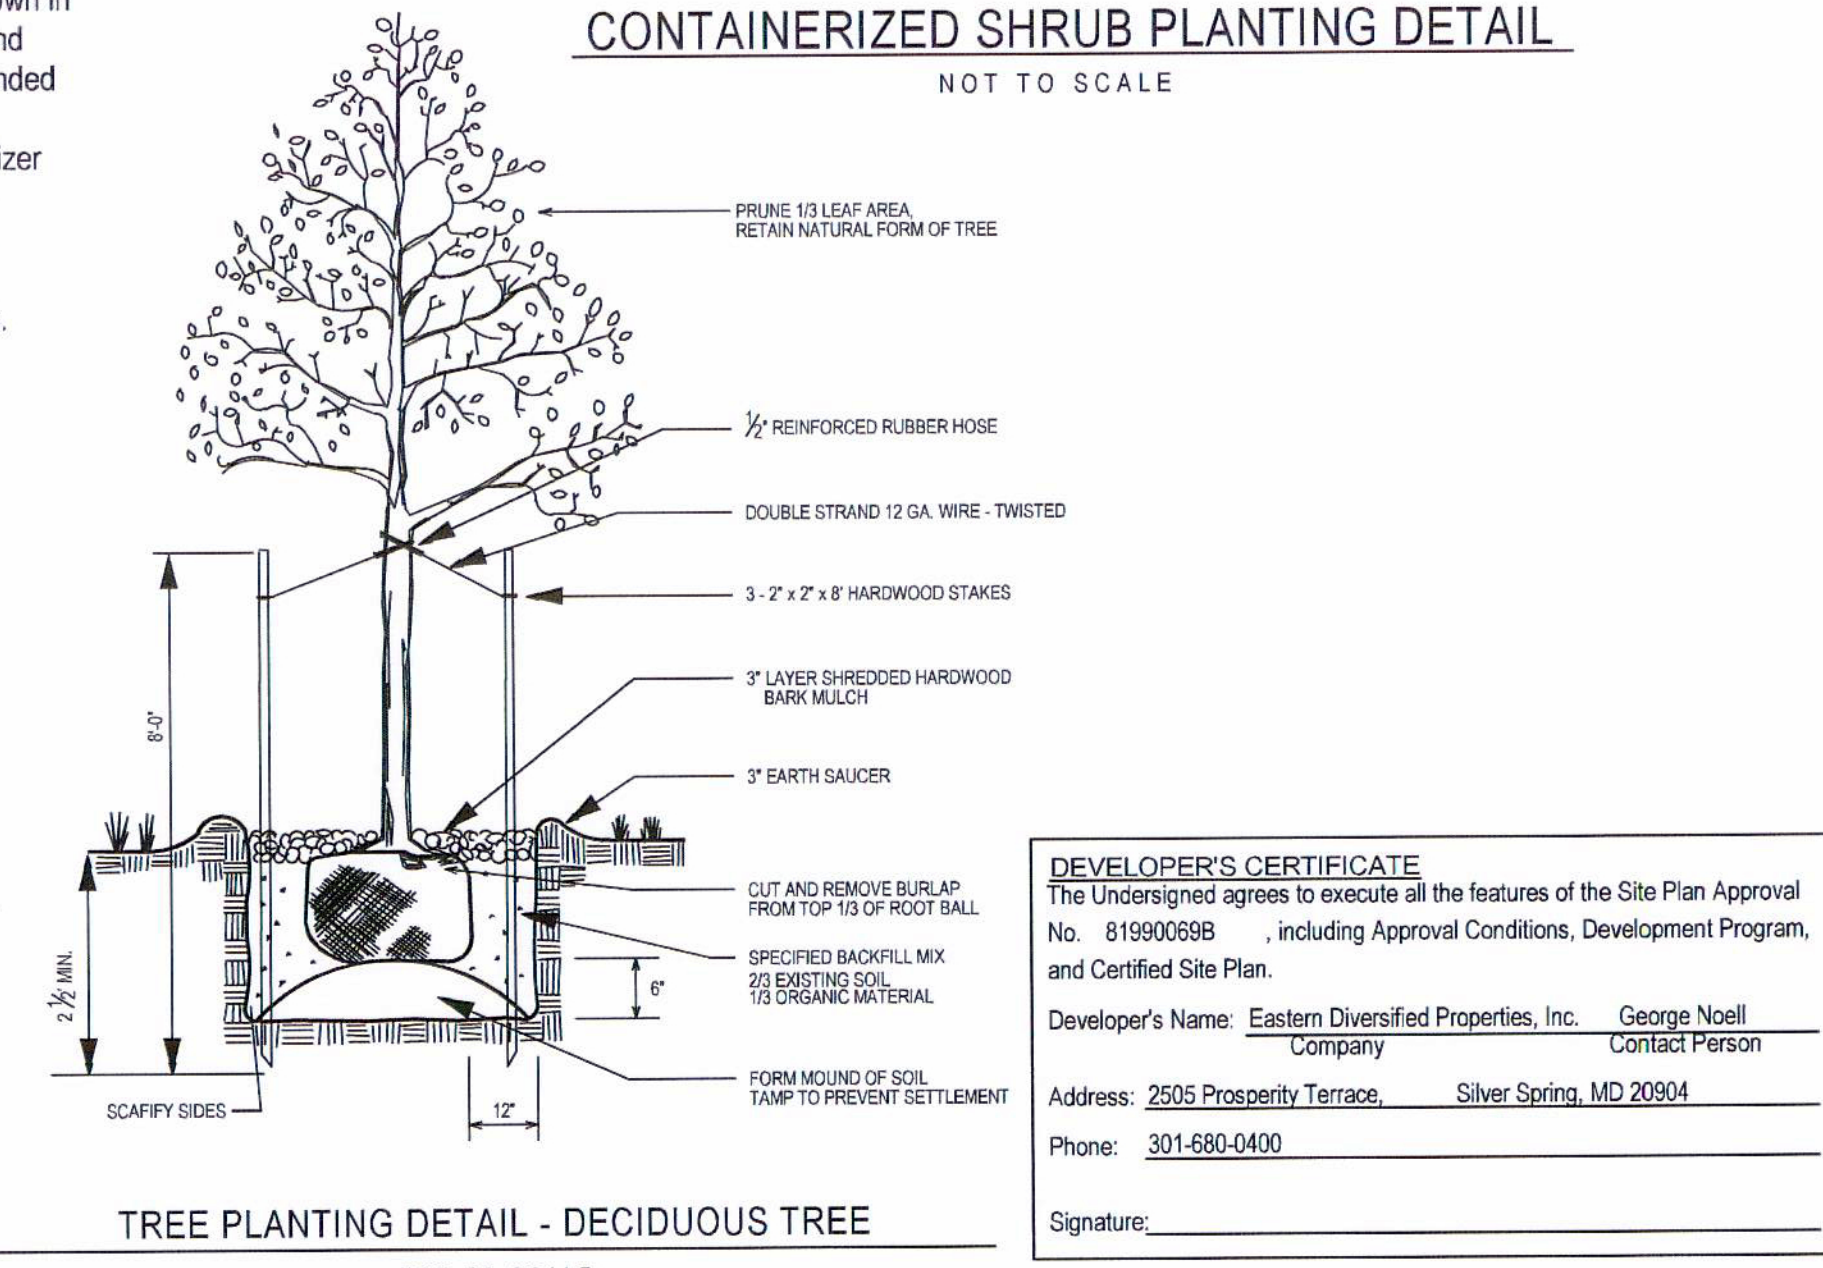 CONTAINERIZED SHRUB PLANTING DETAIL
NOT TO SCALE
PRUNE 1/3 LEAF AREA,
RETAIN NATURAL FORM OF TREE
1/2" REINFORCED RUBBER HOSE
DOUBLE STRAND 12 GA. WIRE - TWISTED
3 - 2" x 2" x 8' HARDWOOD STAKES
3" LAYER SHREDDED HARDWOOD
BARK MULCH
8'-0"
3" EARTH SAUCER
CUT AND REMOVE BURLAP
FROM TOP 1/3 OF ROOT BALL
SPECIFIED BACKFILL MIX
2/3 EXISTING SOIL
1/3 ORGANIC MATERIAL
2 1/2' MIN.
6"
FORM MOUND OF SOIL
TAMP TO PREVENT SETTLEMENT
SCAFIFY SIDES
12"
TREE PLANTING DETAIL - DECIDUOUS TREE
DEVELOPER'S CERTIFICATE
The Undersigned agrees to execute all the features of the Site Plan Approval
No. 81990069B , including Approval Conditions, Development Program,
and Certified Site Plan.
Developer's Name: Eastern Diversified Properties, Inc. George Noell
Company Contact Person
Address: 2505 Prosperity Terrace, Silver Spring, MD 20904
Phone: 301-680-0400
Signature: